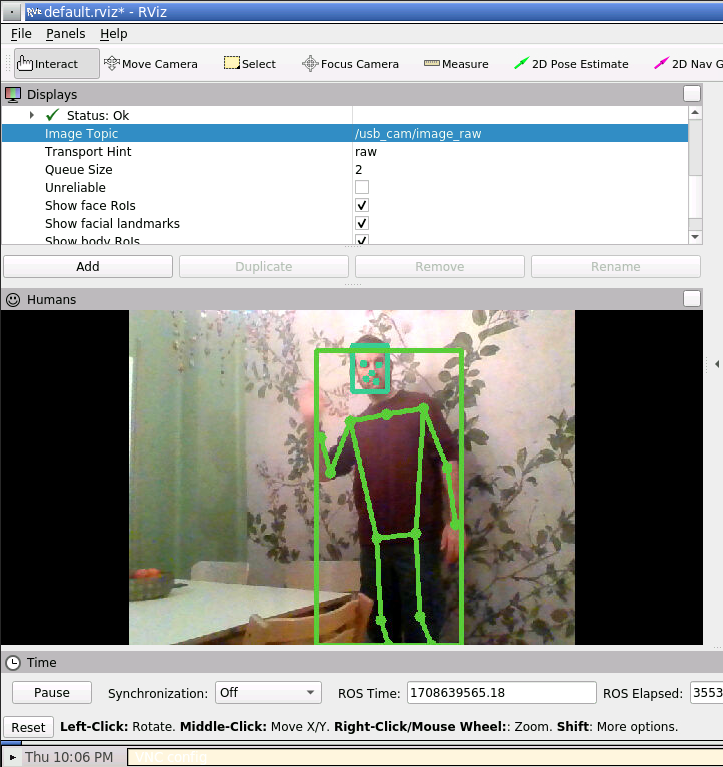 default.rviz* - RViz
File Panels Help
Interact Move Camera Select Focus Camera Measure 2D Pose Estimate 2D Nav G
Displays
Status: Ok
Image Topic /usb_cam/image_raw
Transport Hint raw
Queue Size 2
Unreliable
Show face RoIs
Show facial landmarks
Show body RoIs
Add Duplicate Remove Rename
Humans
Time
Pause Synchronization: Off ROS Time: 1708639565.18 ROS Elapsed: 3553
Reset Left-Click: Rotate. Middle-Click: Move X/Y. Right-Click/Mouse Wheel:: Zoom. Shift: More options.
Thu 10:06 PM VNC config